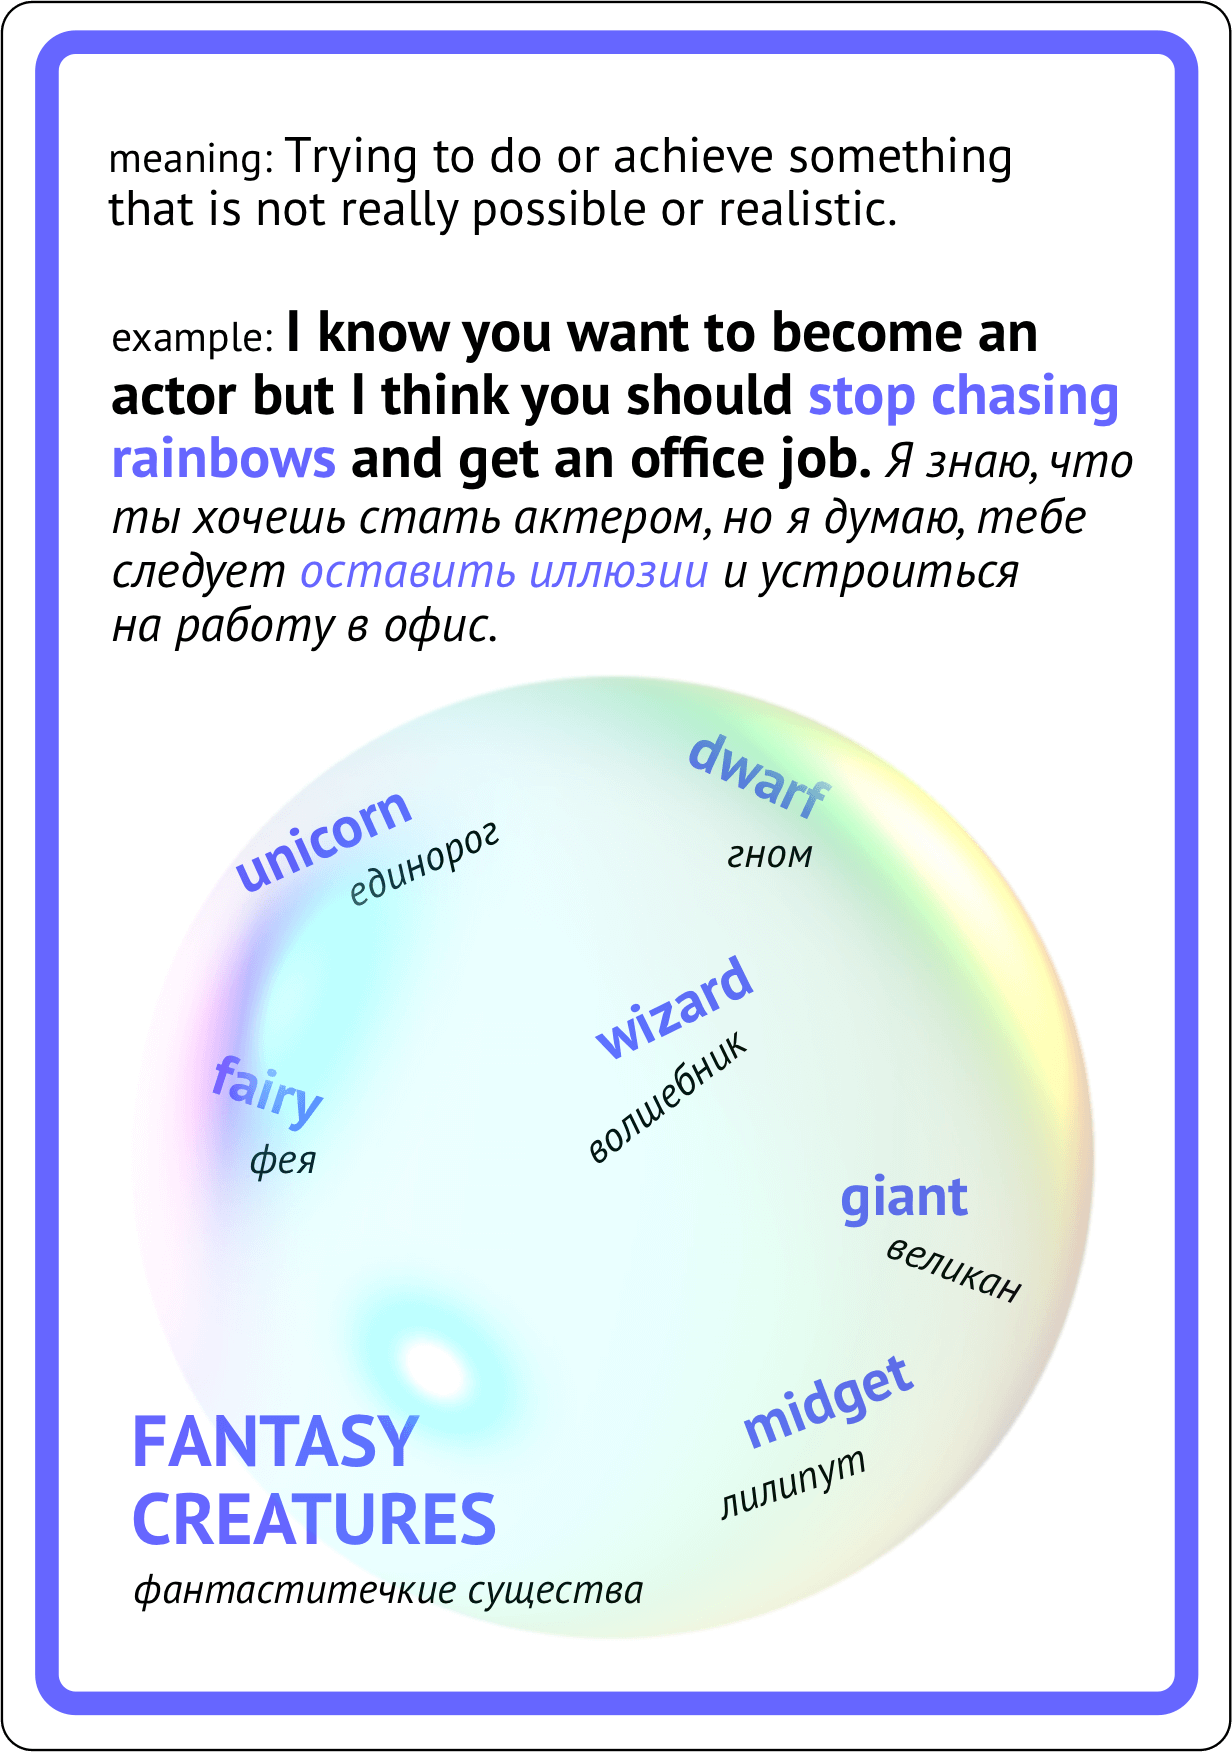 meaning: Trying to do or achieve something
that is not really possible or realistic.
example: I know you want to become an
actor but I think you should stop chasing
rainbows and get an office job. Я знаю, что
ты хочешь стать актером, но я думаю, тебе
следует оставить иллюзии и устроиться
на работу в офис.
dwarf
гном
unicorn
единорог
wizard
волшебник
fairy
фея
giant
великан
midget
лилипут
FANTASY
CREATURES
фантаститечкие существа